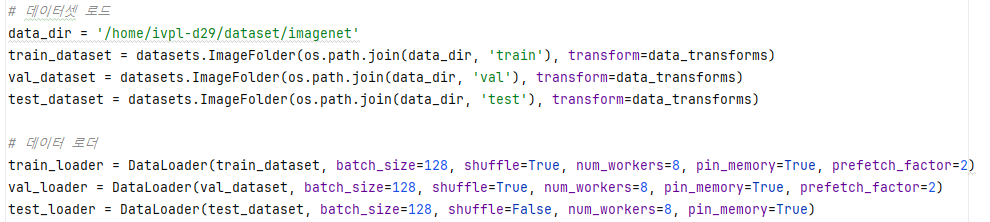 # 데이터셋 로드
data_dir = '/home/ivpl-d29/dataset/imagenet'
train_dataset = datasets.ImageFolder(os.path.join(data_dir, 'train'), transform=data_transforms)
val_dataset = datasets.ImageFolder(os.path.join(data_dir, 'val'), transform=data_transforms)
test_dataset = datasets.ImageFolder(os.path.join(data_dir, 'test'), transform=data_transforms)
# 데이터 로더
train_loader = DataLoader(train_dataset, batch_size=128, shuffle=True, num_workers=8, pin_memory=True, prefetch_factor=2)
val_loader = DataLoader(val_dataset, batch_size=128, shuffle=True, num_workers=8, pin_memory=True, prefetch_factor=2)
test_loader = DataLoader(test_dataset, batch_size=128, shuffle=False, num_workers=8, pin_memory=True)